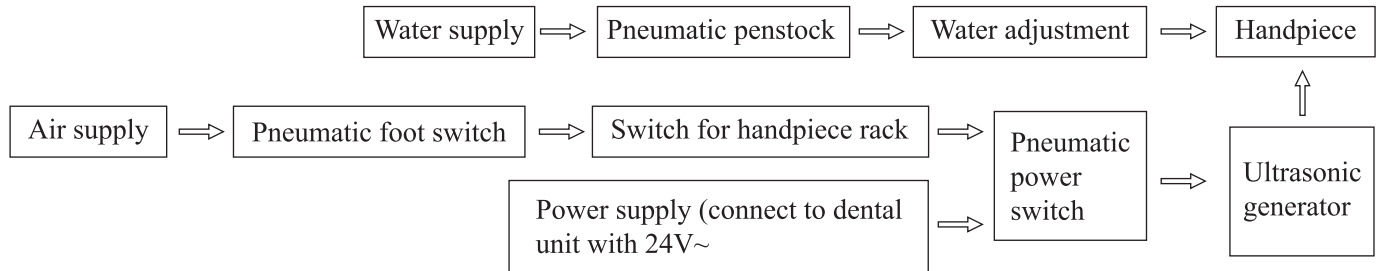 Water supply
Pneumatic penstock
Water adjustment
Handpiece
Air supply
Pneumatic foot switch
Switch for handpiece rack
Pneumatic
power
switch
Ultrasonic
generator
Power supply (connect to dental
unit with 24V~